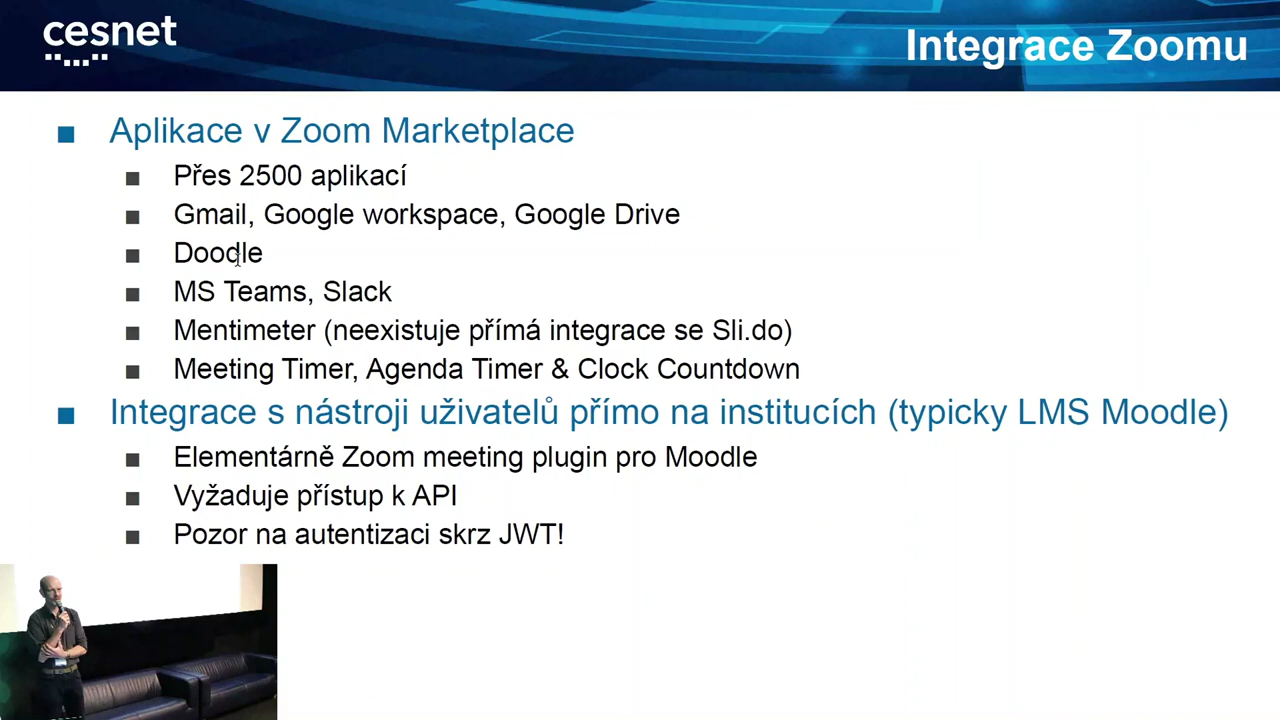 cesnet
Integrace Zoomu
Aplikace v Zoom Marketplace
Přes 2500 aplikací
Gmail, Google workspace, Google Drive
Doodle
MS Teams, Slack
Mentimeter (neexistuje přímá integrace se Sli.do)
Meeting Timer, Agenda Timer & Clock Countdown
Integrace s nástroji uživatelů přímo na institucích (typicky LMS Moodle)
Elementárně Zoom meeting plugin pro Moodle
Vyžaduje přístup k API
Pozor na autentizaci skrz JWT!